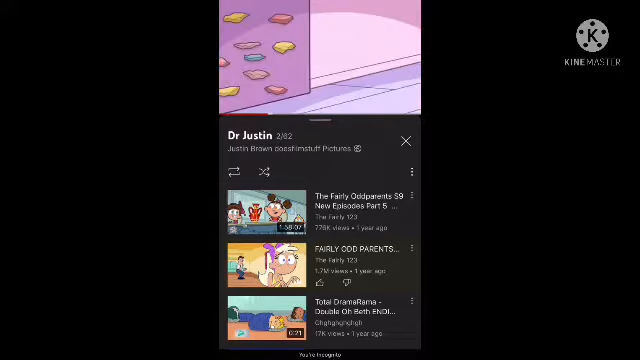 KINEMASTER
Dr Justin 2/62
Justin Brown doesfilmstuff Pictures
The Fairly Oddparents S9
New Episodes Part 5 ...
The Fairly 123
776K views • 1 year ago
1:58:07
FAIRLY ODD PARENTS...
The Fairly 123
1.7M views • 1 year ago
Total DramaRama -
Double Oh Beth ENDI...
Ghghghghghgh
17K views • 1 year ago
0:21
You're Incognito